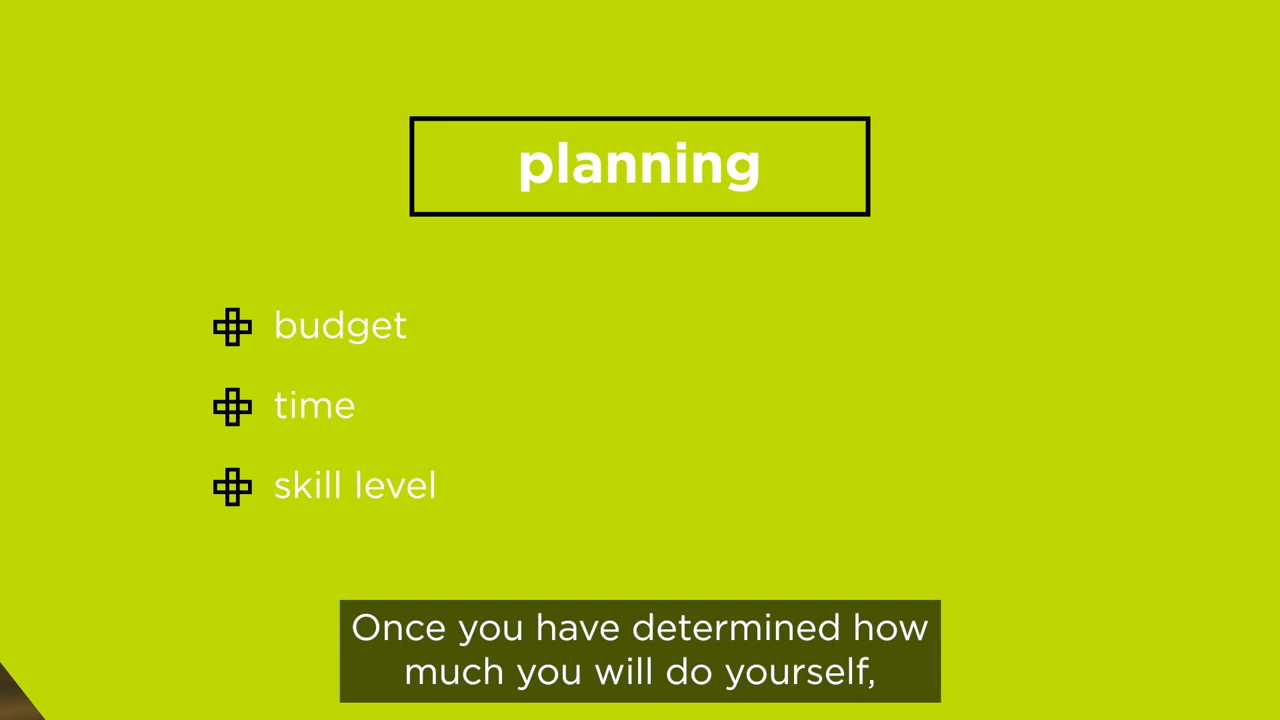 planning
budget
time
skill level
Once you have determined how
much you will do yourself,